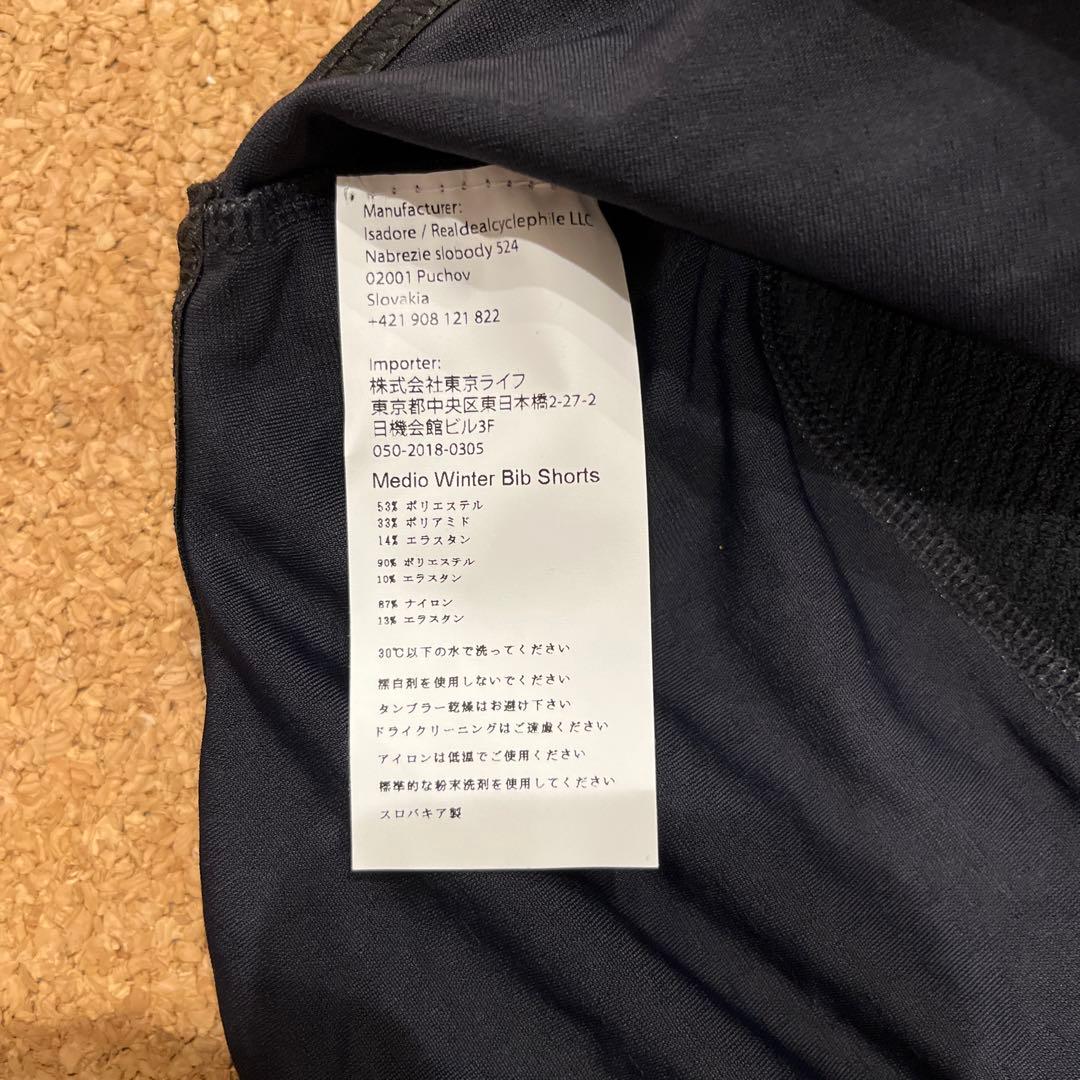 Manufacturer:
Isadore / Realdealcyclephile LLC
Nabrezie slobody 524
02001 Puchov
Slovakia
+421 908 121 822
Importer:
株式会社東京ライフ
東京都中央区東日本橋2-27-2
日機会館ビル3F
050-2018-0305
Medio Winter Bib Shorts
53% ポリエステル
33% ポリアミド
14% エラスタン
90% ポリエステル
10% エラスタン
87% ナイロン
13% エラスタン
30℃以下の水で洗ってください
漂白剤を使用しないでください
タンブラー乾燥はお避け下さい
ドライクリーニングはご遠慮ください
アイロンは低温でご使用ください
標準的な粉末洗剤を使用してください
スロバキア製